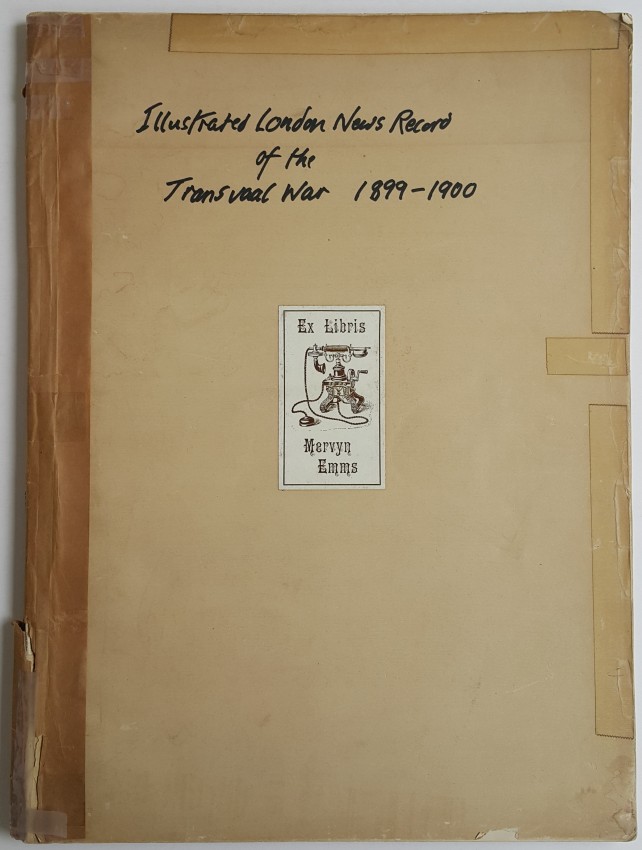 Illustrated London News Record
of the
Transvaal War 1899-1900
Ex Libris
Mervyn
Emms